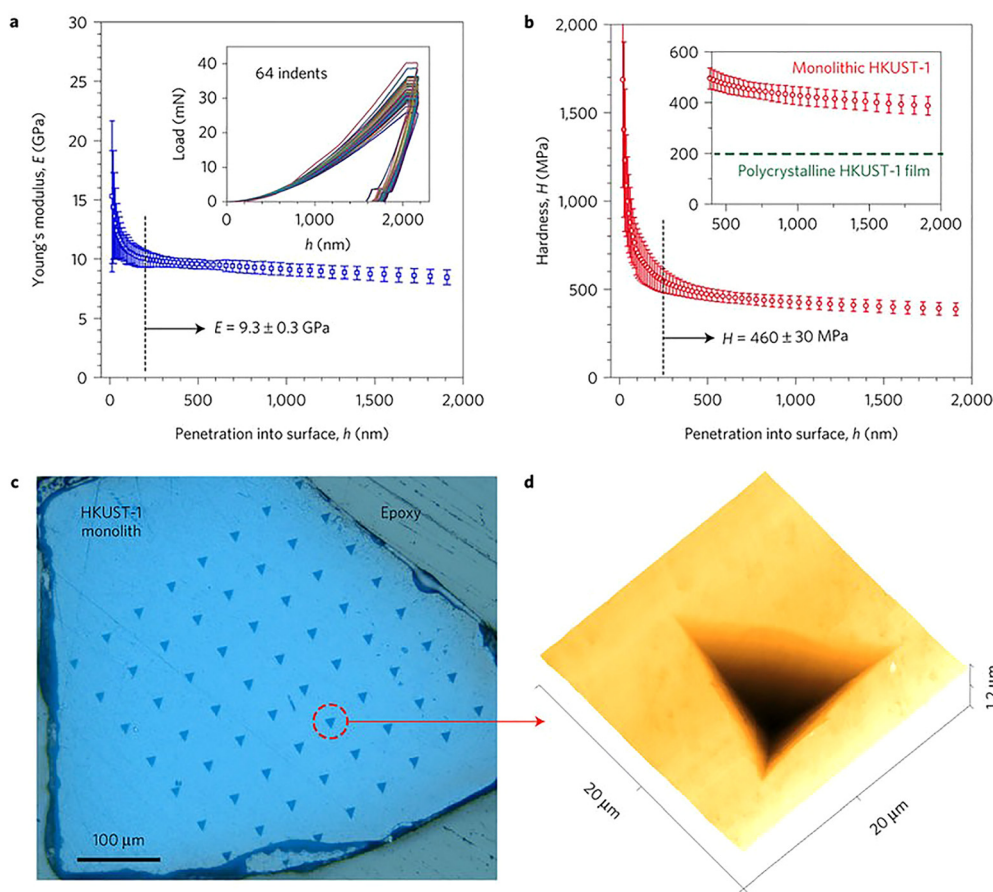 a
30
25
20
15
10
5
0
Young's modulus, E (GPa)
64 indents
40
30
20
10
0
Load (mN)
0
1,000
2,000
h (nm)
E = 9.3 ± 0.3 GPa
0
500
1,000
1,500
2,000
Penetration into surface, h (nm)
b
2,000
1,500
1,000
500
0
Hardness, H (MPa)
600
400
200
0
Monolithic HKUST-1
Polycrystalline HKUST-1 film
500
1,000
1,500
2,000
H = 460 ± 30 MPa
0
500
1,000
1,500
2,000
Penetration into surface, h (nm)
c
HKUST-1
monolith
Epoxy
100 µm
d
20 µm
20 µm